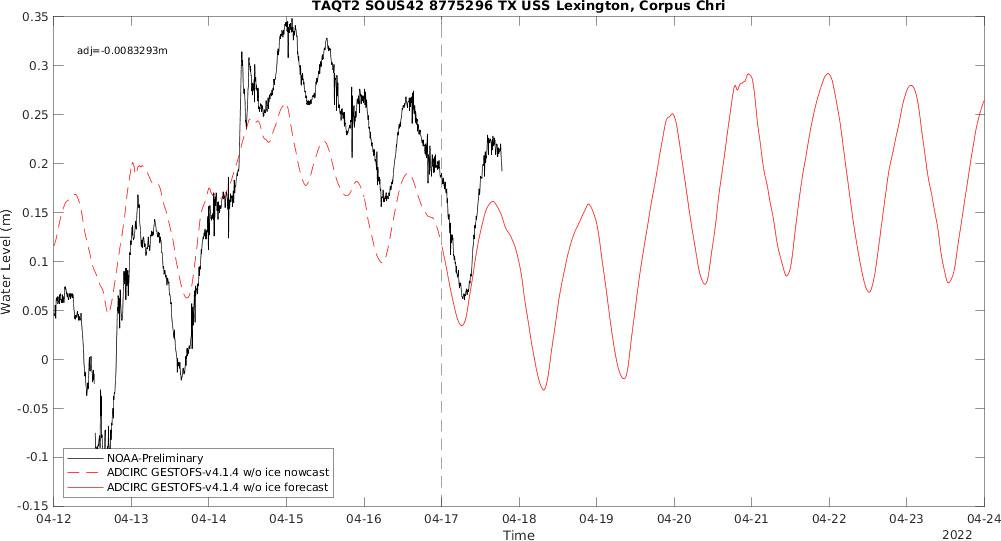 TAQT2 SOUS42 8775296 TX USS Lexington, Corpus Chri
adj=-0.0083293m
0.35
0.3
0.25
0.2
0.15
0.1
0.05
0
-0.05
-0.1
-0.15
Water Level (m)
NOAA-Preliminary
ADCIRC GESTOFS-v4.1.4 w/o ice nowcast
ADCIRC GESTOFS-v4.1.4 w/o ice forecast
04-12 04-13 04-14 04-15 04-16 04-17 04-18 04-19 04-20 04-21 04-22 04-23 04-24
Time
2022